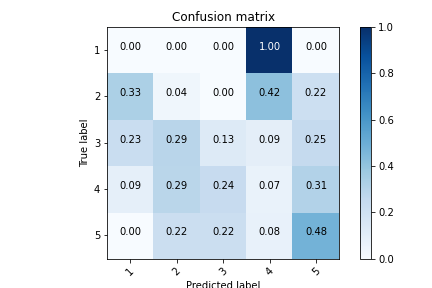 Confusion matrix
True label
1 0.00 0.00 0.00 1.00 0.00
2 0.33 0.04 0.00 0.42 0.22
3 0.23 0.29 0.13 0.09 0.25
4 0.09 0.29 0.24 0.07 0.31
5 0.00 0.22 0.22 0.08 0.48
1 2 3 4 5
Predicted label
1.0
0.8
0.6
0.4
0.2
0.0